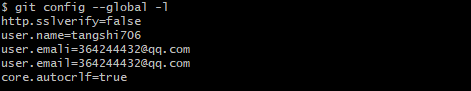 $ git config --global -l
http.sslverify=false
user.name=tangshi706
user.emali=364244432@qq.com
user.email=364244432@qq.com
core.autocrlf=true